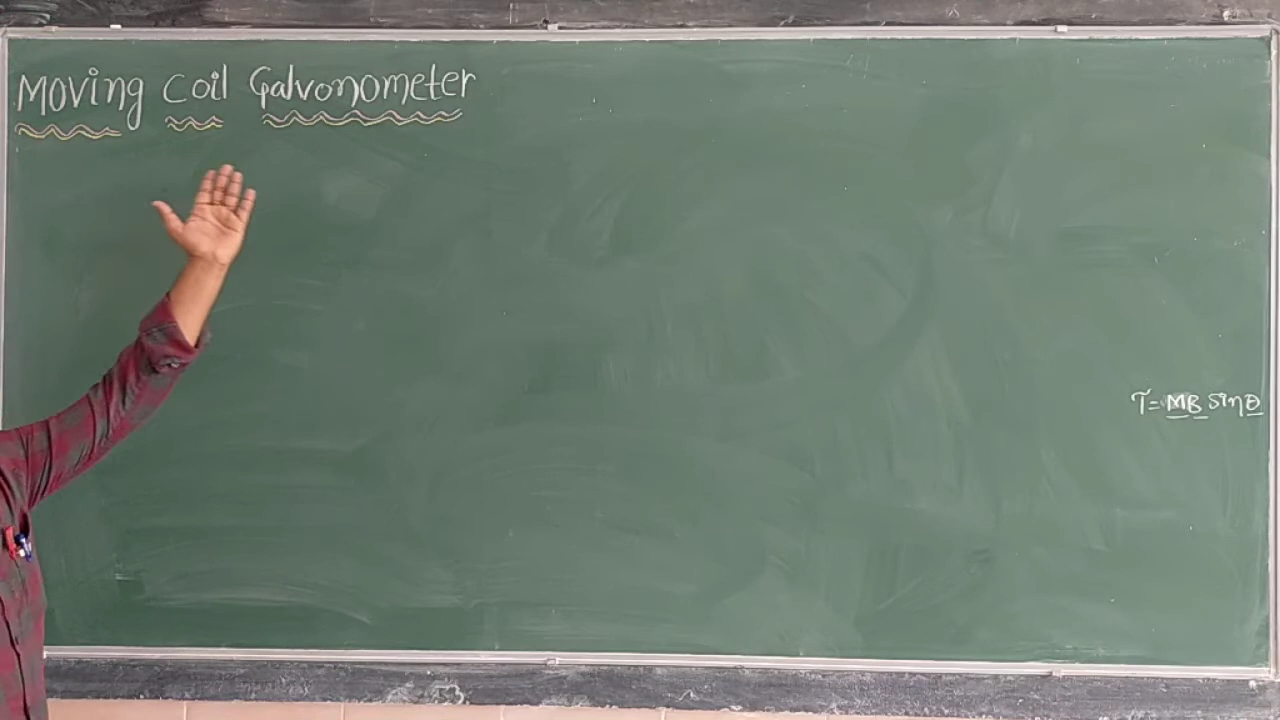 Moving coil Galvonometer
τ = MB sinθ